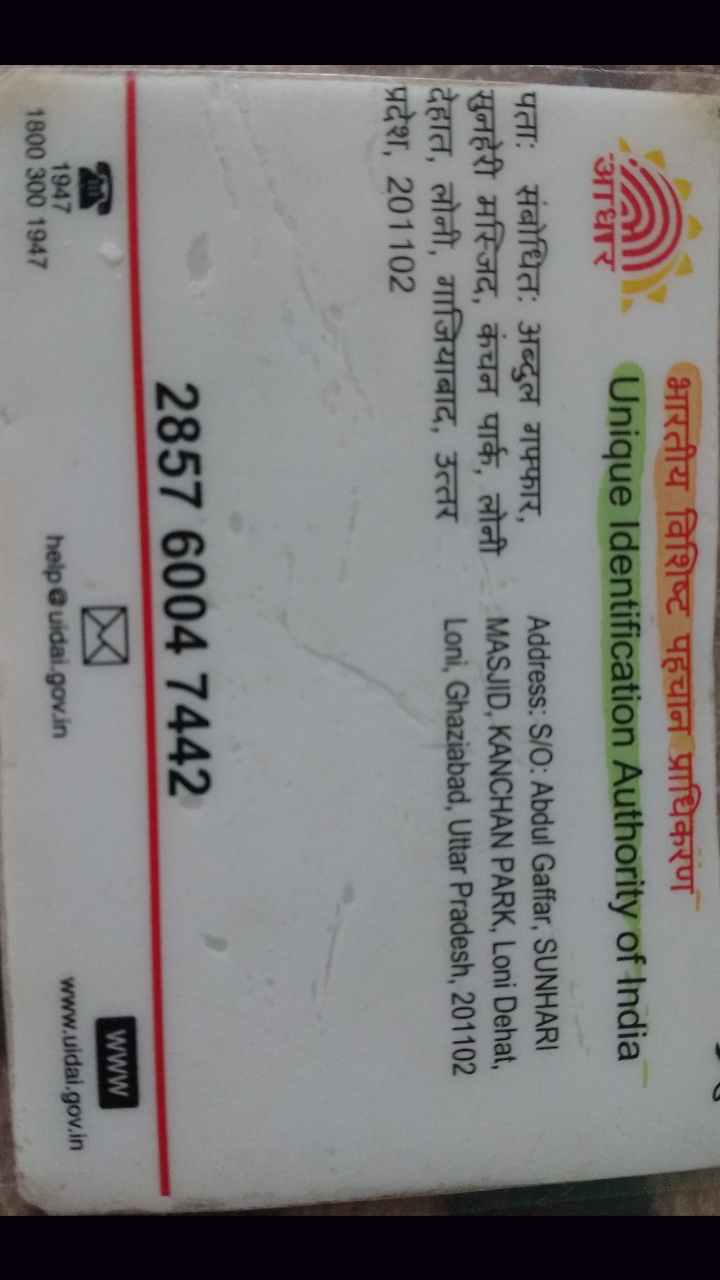 भारतीय विशिष्ट पहचान प्राधिकरण
Unique Identification Authority of India
आधार
पताः संबोधितः अब्दुल गफ्फार,
सुनहेरी मस्जिद, कंचन पार्क, लोनी
देहात, लोनी, गाजियाबाद, उत्तर
प्रदेश, 201102
Address: S/O: Abdul Gaffar, SUNHARI
MASJID, KANCHAN PARK, Loni Dehat,
Loni, Ghaziabad, Uttar Pradesh, 201102
2857 6004 7442
1947
1800 300 1947
help@uidai.gov.in
WWW
www.uidai.gov.in